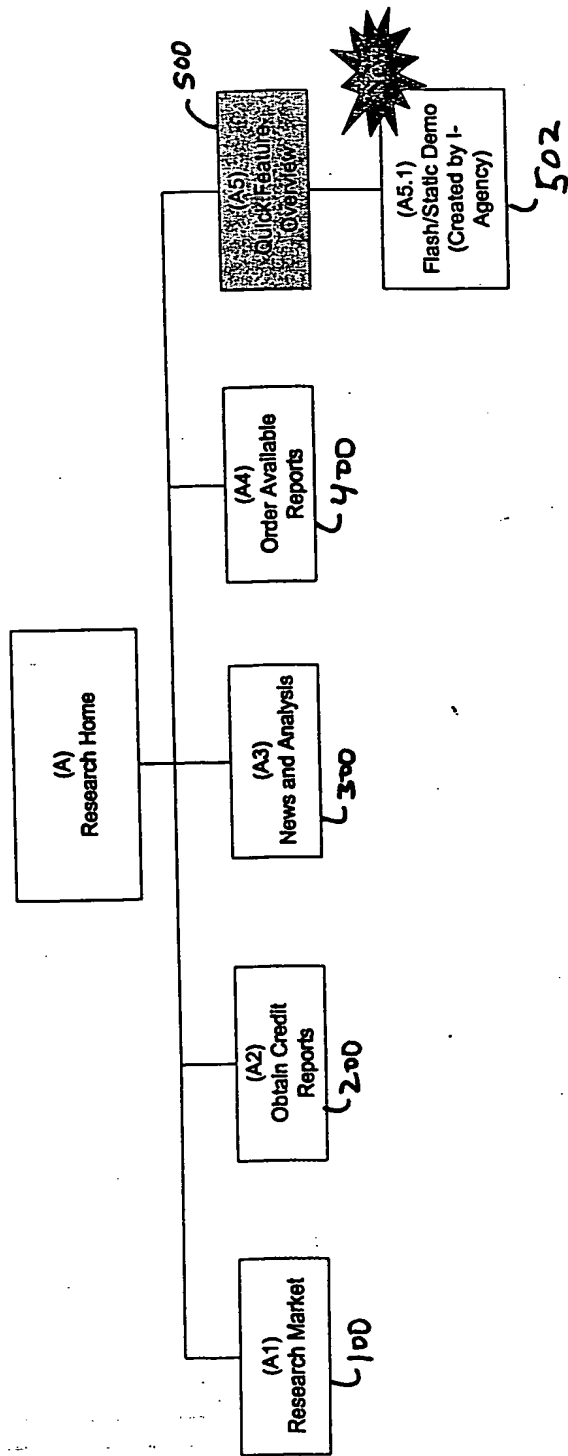 (A)
Research Home
(A1)
Research Market
100
(A2)
Obtain Credit
Reports
200
(A3)
News and Analysis
300
(A4)
Order Available
Reports
400
(A5)
Quick Feature
Overview
500
New!
(A5.1)
Flash/Static Demo
(Created by I-
Agency)
502